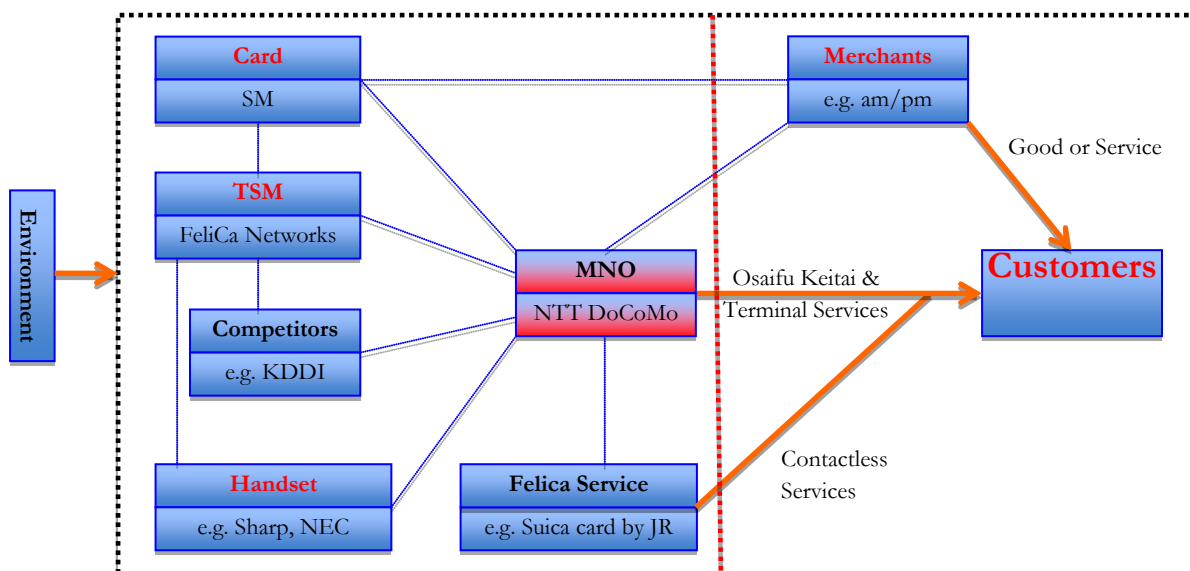 Card
SM
Merchants
e.g. am/pm
Good or Service
Environment
TSM
FeliCa Networks
MNO
NTT DoCoMo
Osaifu Keitai &
Terminal Services
Customers
Competitors
e.g. KDDI
Handset
e.g. Sharp, NEC
Felica Service
e.g. Suica card by JR
Contactless
Services